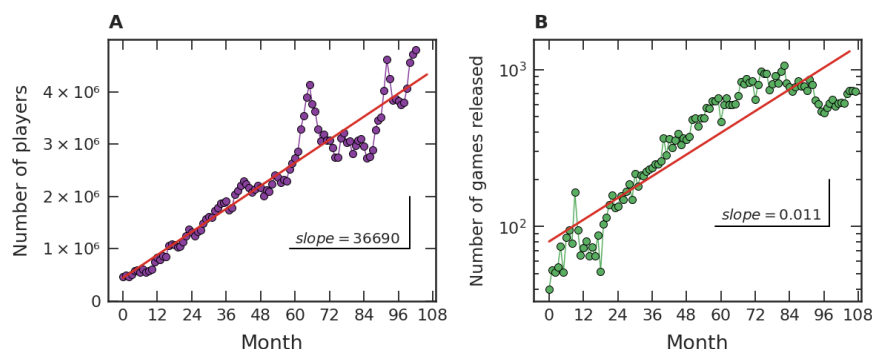 A
Number of players
4 × 10⁶
3 × 10⁶
2 × 10⁶
1 × 10⁶
0
slope = 36690
0 12 24 36 48 60 72 84 96 108
Month
B
Number of games released
10³
10²
slope = 0.011
0 12 24 36 48 60 72 84 96 108
Month